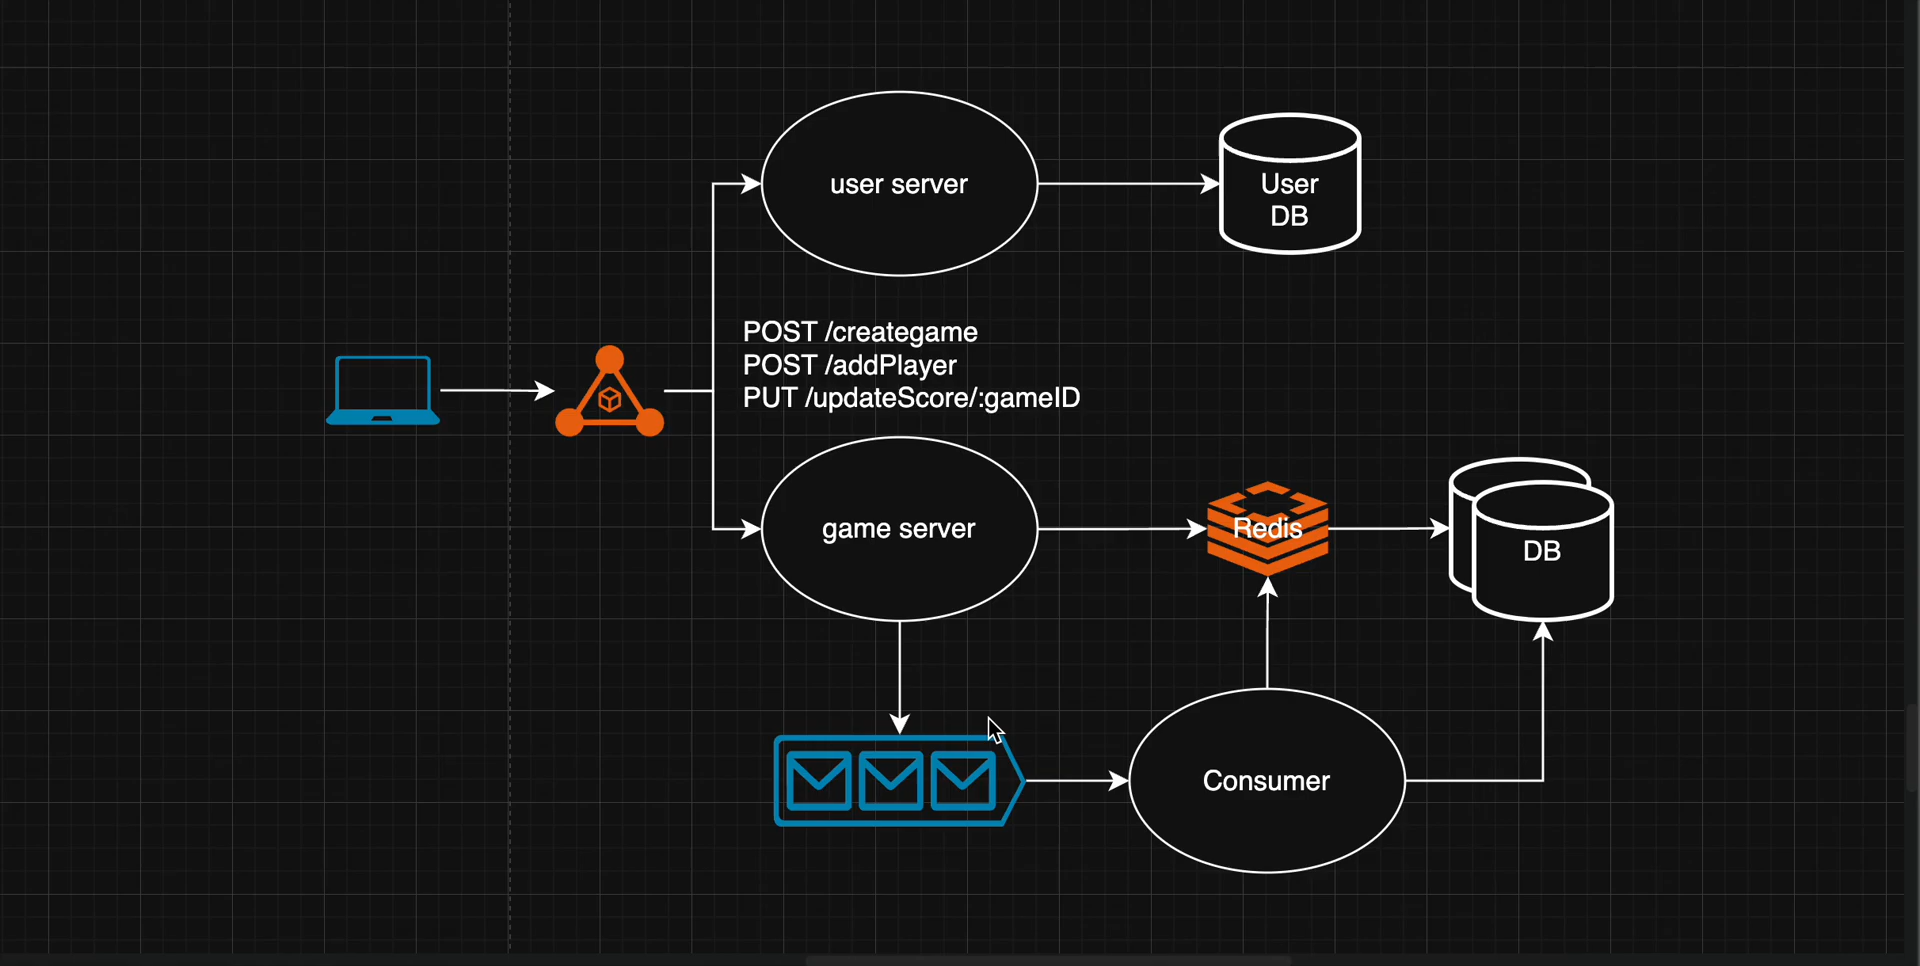 user server
User
DB
POST /creategame
POST /addPlayer
PUT /updateScore/:gameID
game server
Redis
DB
Consumer